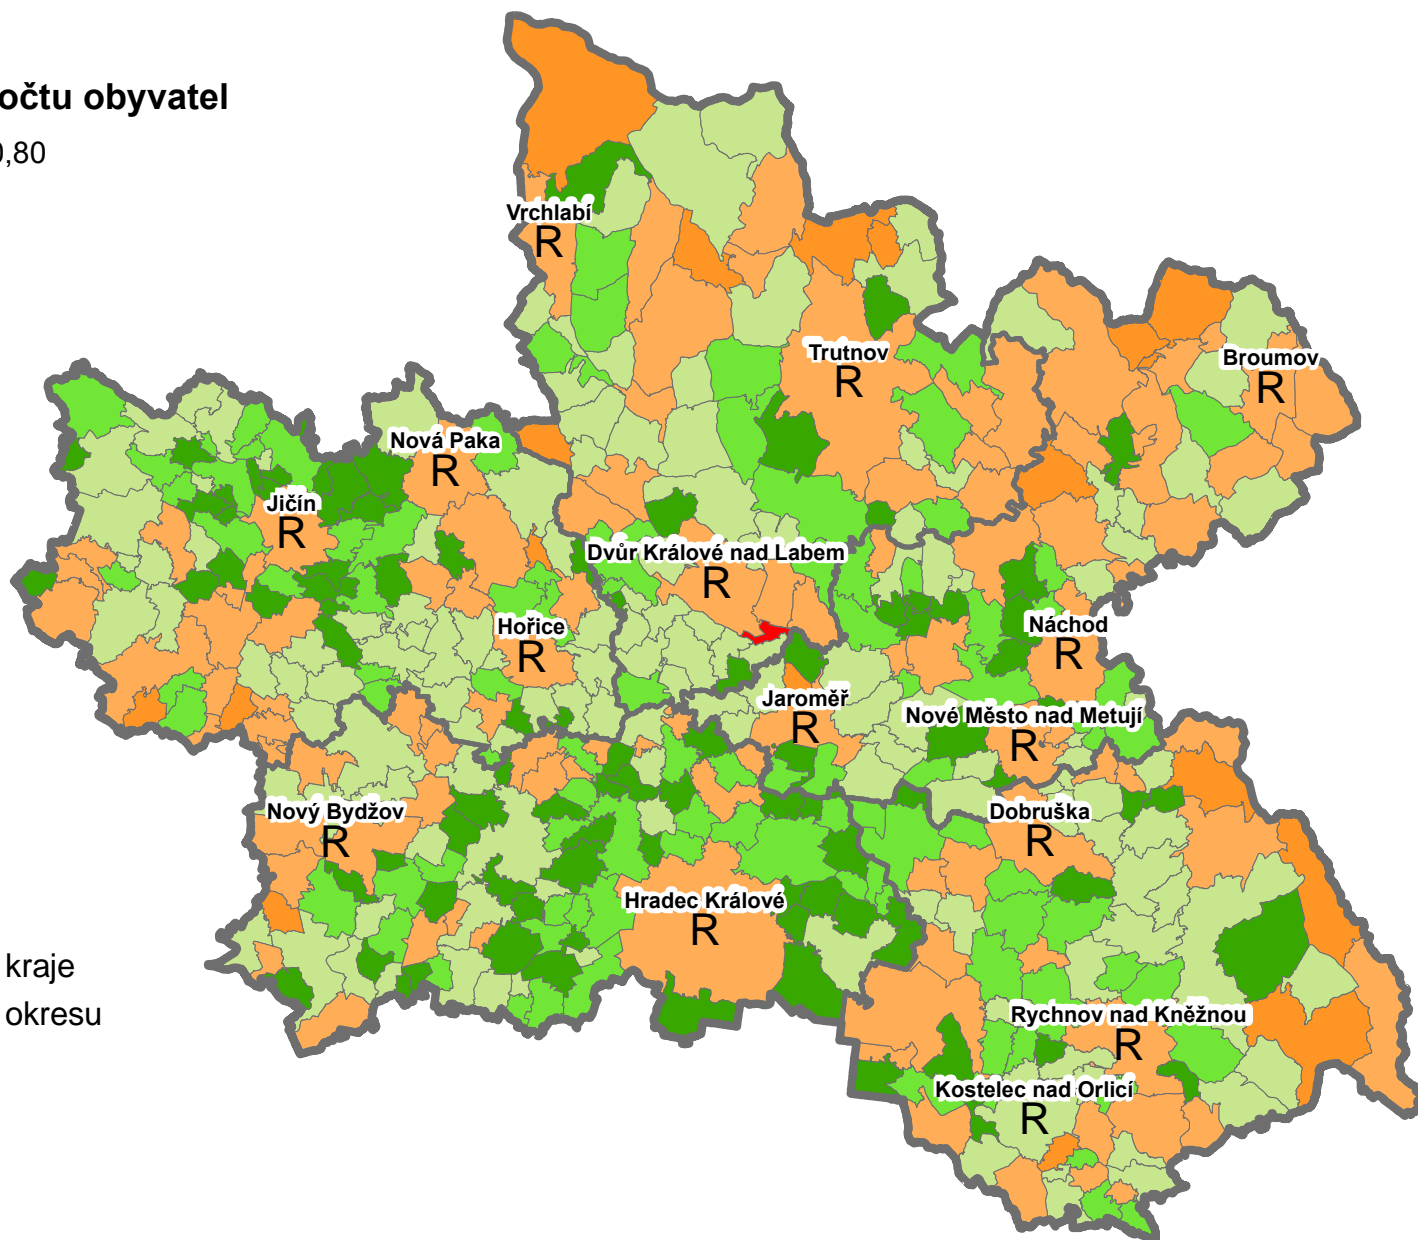 očtu obyvatel
0,80
Vrchlabí
R
Trutnov
R
Broumov
R
Nová Paka
R
Jičín
R
Dvůr Králové nad Labem
R
Hořice
R
Náchod
R
Jaroměř
R
Nové Město nad Metují
R
Nový Bydžov
R
Dobruška
R
Hradec Králové
R
kraje
okresu
Rychnov nad Kněžnou
R
Kostelec nad Orlicí
R